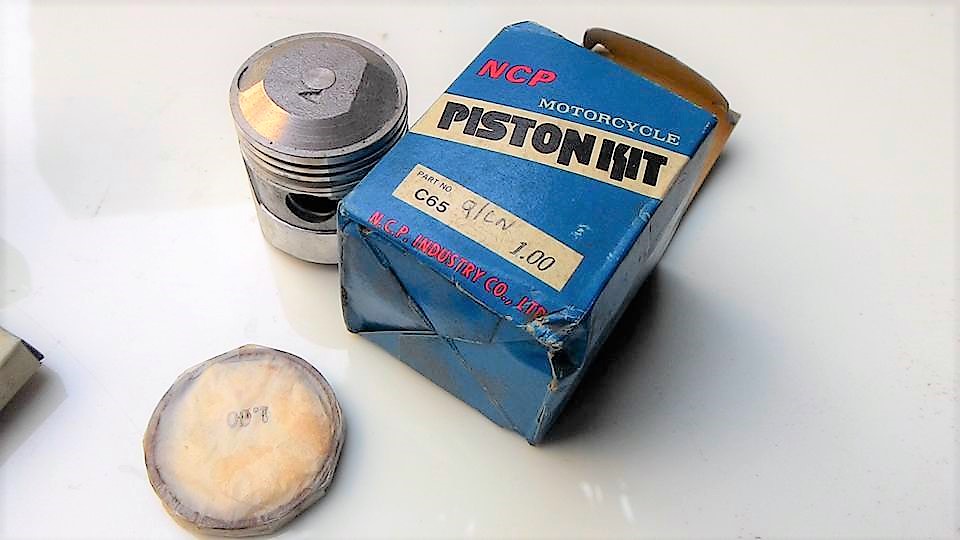 NCP
MOTORCYCLE
PISTON KIT
PART NO.
C65
1.00
N.C.P. INDUSTRY CO., LTD.
1.00